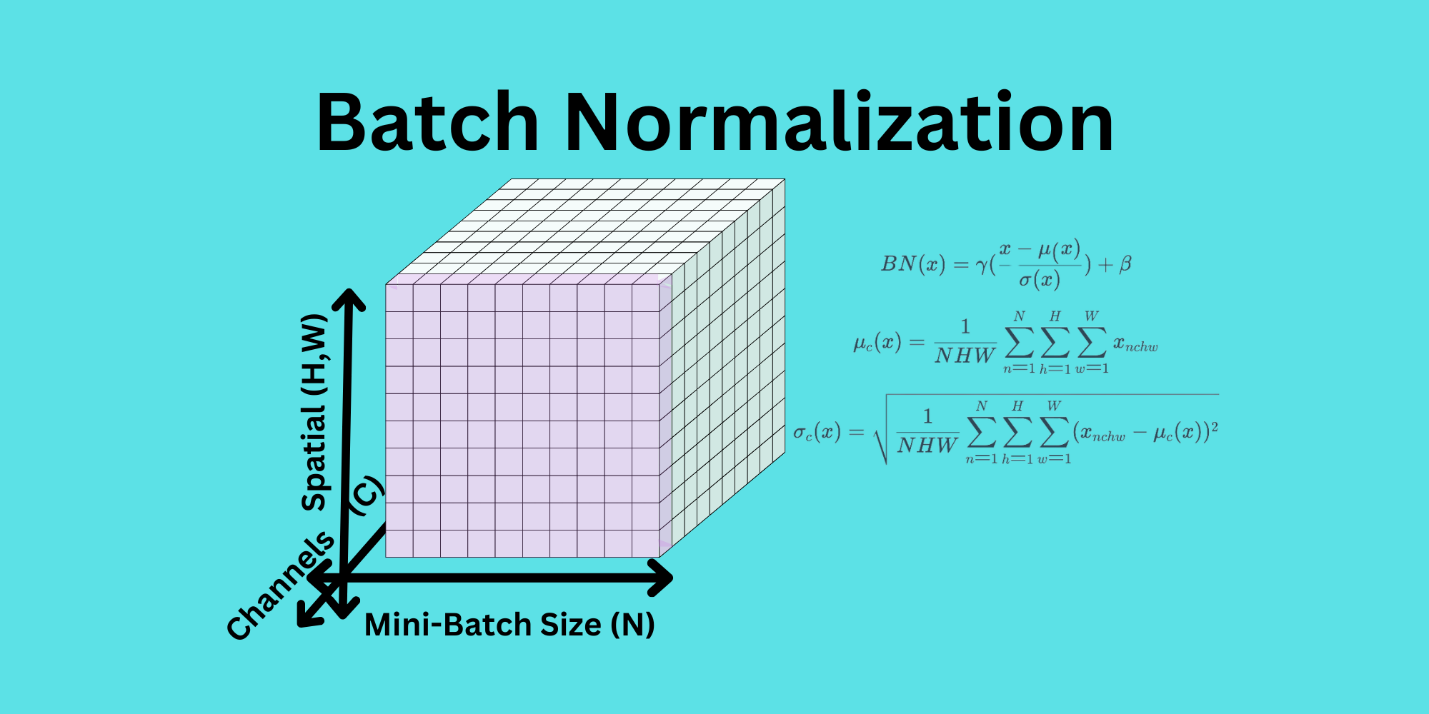 Batch Normalization
BN(x) = γ(x − μ(x) / σ(x)) + β
μ_c(x) = 1/NHW ∑_{n=1}^{N} ∑_{h=1}^{H} ∑_{w=1}^{W} x_{nchw}
σ_c(x) = √(1/NHW ∑_{n=1}^{N} ∑_{h=1}^{H} ∑_{w=1}^{W} (x_{nchw} − μ_c(x))²)
Spatial (H,W)
Channels (C)
Mini-Batch Size (N)